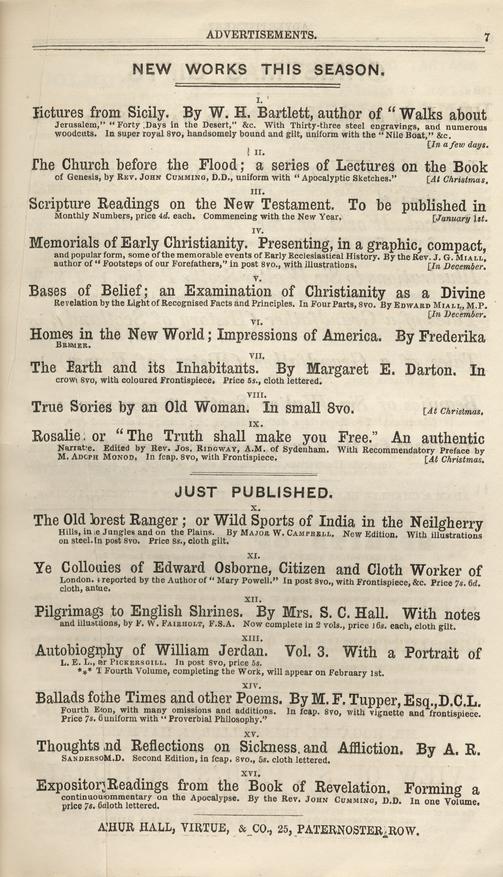 ADVERTISEMENTS. 7
NEW WORKS THIS SEASON.
I.
Pictures from Sicily. By W. H. Bartlett, author of "Walks about
Jerusalem," "Forty Days in the Desert," &c. With Thirty-three steel engravings, and numerous
woodcuts. In super royal 8vo, handsomely bound and gilt, uniform with the "Nile Boat," &c.
[In a few days.
II.
The Church before the Flood; a series of Lectures on the Book
of Genesis, by REV. JOHN CUMMING, D.D., uniform with "Apocalyptic Sketches." [At Christmas.
III.
Scripture Readings on the New Testament. To be published in
Monthly Numbers, price 4d. each. Commencing with the New Year. [January 1st.
IV.
Memorials of Early Christianity. Presenting, in a graphic, compact,
and popular form, some of the memorable events of Early Ecclesiastical History. By the Rev. J. G. MIALL,
author of "Footsteps of our Forefathers," in post 8vo., with illustrations. [In December.
V.
Bases of Belief; an Examination of Christianity as a Divine
Revelation by the Light of Recognised Facts and Principles. In Four Parts, 8vo. By EDWARD MIALL, M.P.
[In December.
VI.
Homes in the New World; Impressions of America. By Frederika
BREMER.
VII.
The Earth and its Inhabitants. By Margaret E. Darton. In
crown 8vo, with coloured Frontispiece. Price 5s., cloth lettered.
VIII.
True Stories by an Old Woman. In small 8vo. [At Christmas.
IX.
Rosalie: or "The Truth shall make you Free." An authentic
Narrative. Edited by Rev. Jos. RIDGWAY, A.M. of Sydenham. With Recommendatory Preface by
M. ADOLPH MONOD. In fcap. 8vo, with Frontispiece. [At Christmas.
JUST PUBLISHED.
X.
The Old Forest Ranger; or Wild Sports of India in the Neilgherry
Hills, in the Jungles and on the Plains. By MAJOR W. CAMPBELL. New Edition. With illustrations
on steel. In post 8vo. Price 8s., cloth gilt.
XI.
Ye Colloquies of Edward Osborne, Citizen and Cloth Worker of
London. As reported by the Author of "Mary Powell." In post 8vo., with Frontispiece, &c. Price 7s. 6d.
cloth, antique.
XII.
Pilgrimages to English Shrines. By Mrs. S. C. Hall. With notes
and illustrations, by F. W. FAIRHOLT, F.S.A. Now complete in 2 vols., price 16s. each, cloth gilt.
XIII.
Autobiography of William Jerdan. Vol. 3. With a Portrait of
L. E. L., after PICKERSGILL. In post 8vo, price 5s.
*** The Fourth Volume, completing the Work, will appear on February 1st.
XIV.
Ballads for the Times and other Poems. By M. F. Tupper, Esq., D.C.L.
Fourth Edition, with many omissions and additions. In fcap. 8vo, with vignette and frontispiece.
Price 7s. 6d. uniform with "Proverbial Philosophy."
XV.
Thoughts and Reflections on Sickness and Affliction. By A. R.
SANDERSON M.D. Second Edition, in fcap. 8vo., 5s. cloth lettered.
XVI.
Expository Readings from the Book of Revelation. Forming a
continuous commentary on the Apocalypse. By the Rev. JOHN CUMMING, D.D. In one Volume.
price 7s. 6d. cloth lettered.
ARTHUR HALL, VIRTUE, & CO., 25, PATERNOSTER ROW.